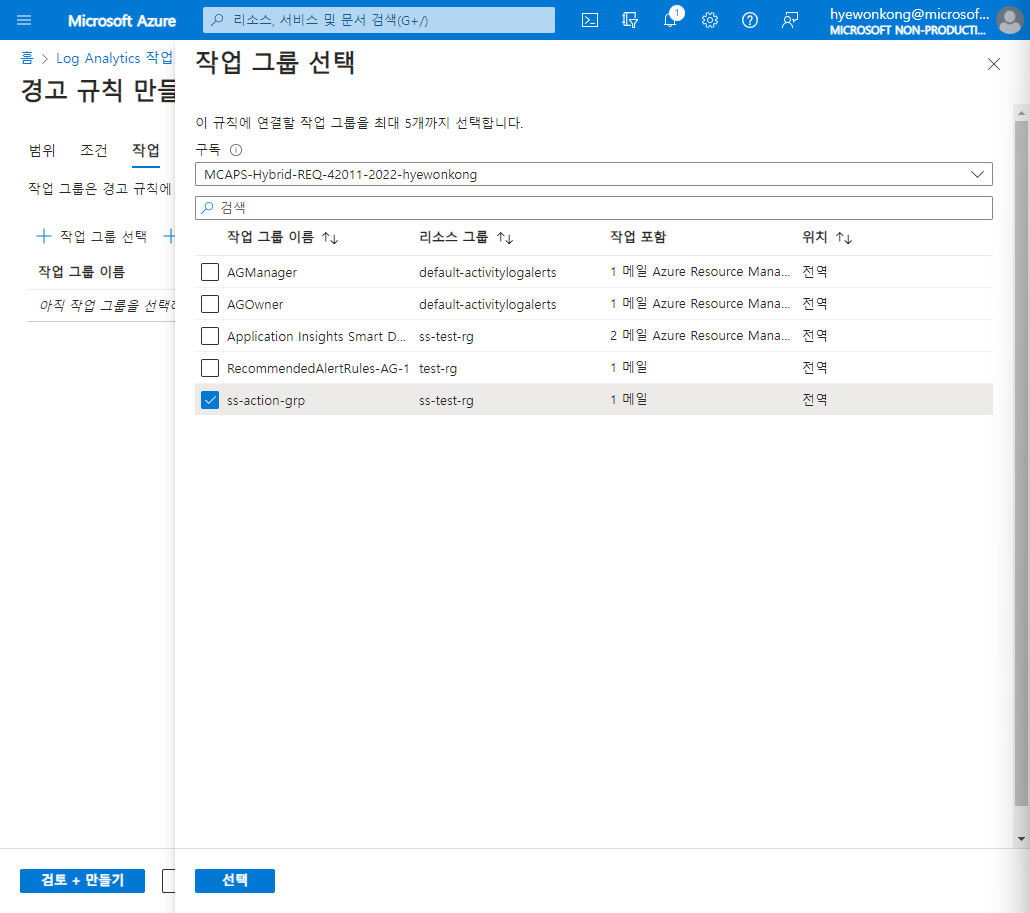 Microsoft Azure
리소스, 서비스 및 문서 검색(G+/)
1
hyewonkong@microsof...
MICROSOFT NON-PRODUCTI...
홈 > Log Analytics 작업
경고 규칙 만들
범위 조건 작업
작업 그룹은 경고 규칙에
+ 작업 그룹 선택 +
작업 그룹 이름
아직 작업 그룹을 선택하
작업 그룹 선택
이 규칙에 연결할 작업 그룹을 최대 5개까지 선택합니다.
구독
MCAPS-Hybrid-REQ-42011-2022-hyewonkong
검색
작업 그룹 이름 ↑↓ 리소스 그룹 ↑↓ 작업 포함 위치 ↑↓
AGManager default-activitylogalerts 1 메일 Azure Resource Mana... 전역
AGOwner default-activitylogalerts 1 메일 Azure Resource Mana... 전역
Application Insights Smart D... ss-test-rg 2 메일 Azure Resource Mana... 전역
RecommendedAlertRules-AG-1 test-rg 1 메일 전역
ss-action-grp ss-test-rg 1 메일 전역
검토 + 만들기
선택